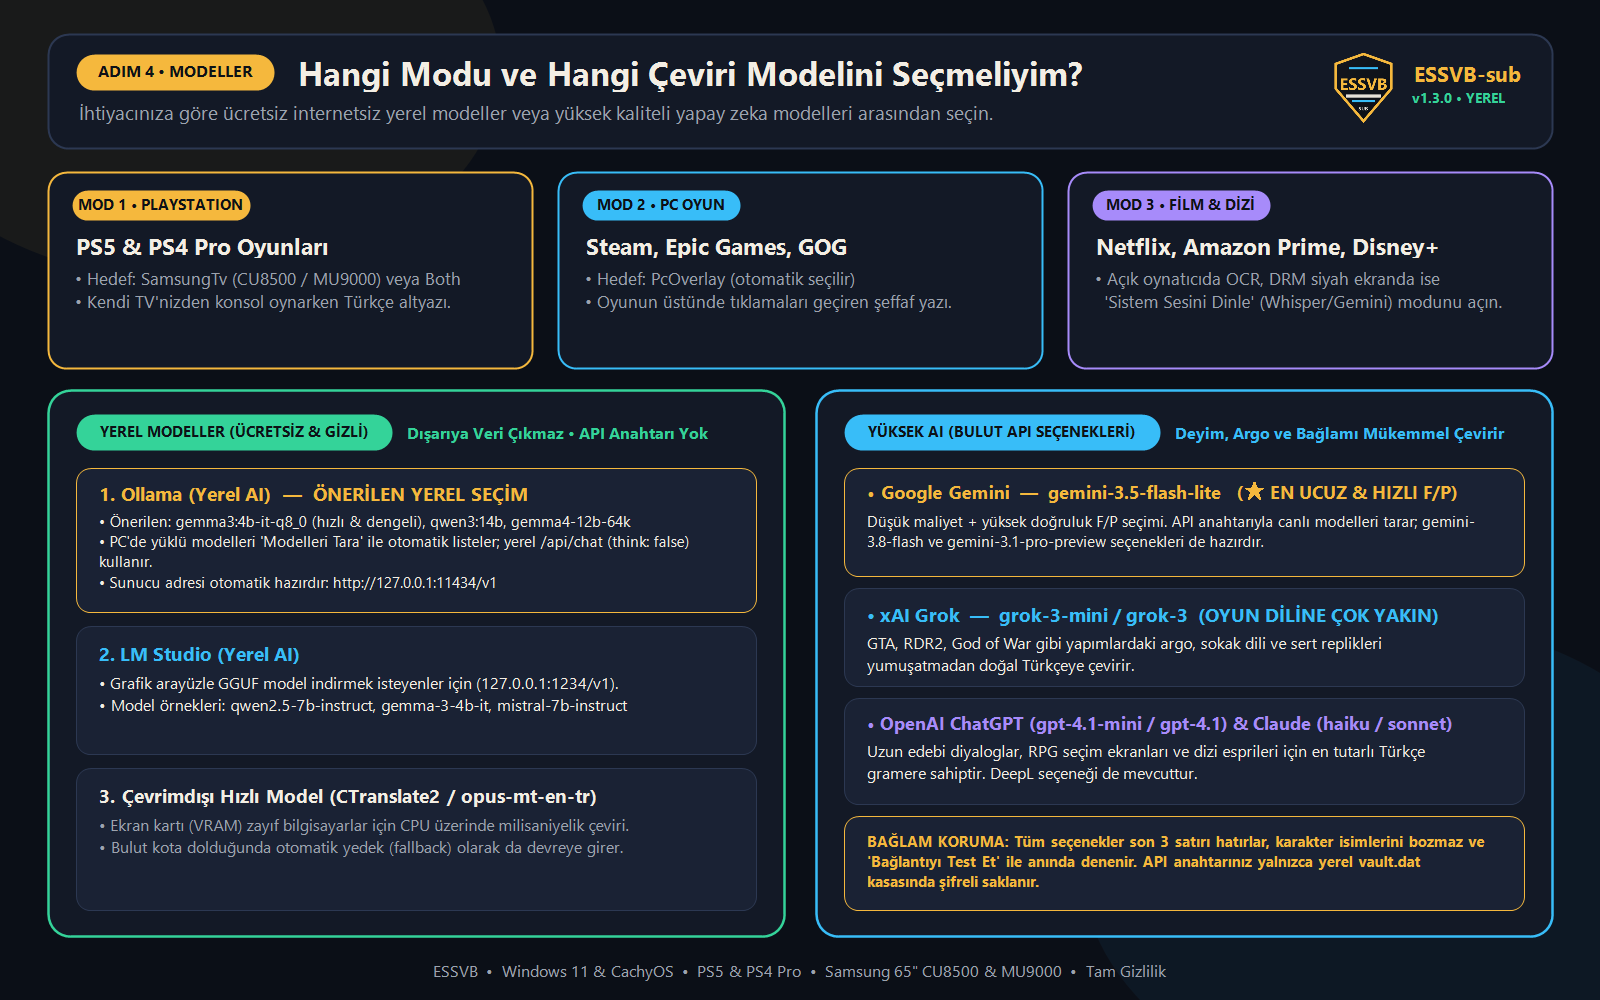 ADIM 4 • MODELLER
Hangi Modu ve Hangi Çeviri Modelini Seçmeliyim?
İhtiyacınıza göre ücretsiz internetsiz yerel modeller veya yüksek kaliteli yapay zeka modelleri arasından seçin.
ESSVB
SUB
ESSVB-sub
v1.3.0 • YEREL
MOD 1 • PLAYSTATION
PS5 & PS4 Pro Oyunları
• Hedef: SamsungTv (CU8500 / MU9000) veya Both
• Kendi TV'nizden konsol oynarken Türkçe altyazı.
MOD 2 • PC OYUN
Steam, Epic Games, GOG
• Hedef: PcOverlay (otomatik seçilir)
• Oyunun üstünde tıklamaları geçiren şeffaf yazı.
MOD 3 • FİLM & DİZİ
Netflix, Amazon Prime, Disney+
• Açık oynatıcıda OCR, DRM siyah ekranda ise
'Sistem Sesini Dinle' (Whisper/Gemini) modunu açın.
YEREL MODELLER (ÜCRETSİZ & GİZLİ)
Dışarıya Veri Çıkmaz • API Anahtarı Yok
1. Ollama (Yerel AI) — ÖNERİLEN YEREL SEÇİM
• Önerilen: gemma3:4b-it-q8_0 (hızlı & dengeli), qwen3:14b, gemma4-12b-64k
• PC'de yüklü modelleri 'Modelleri Tara' ile otomatik listeler; yerel /api/chat (think: false)
kullanır.
• Sunucu adresi otomatik hazırdır: http://127.0.0.1:11434/v1
2. LM Studio (Yerel AI)
• Grafik arayüzle GGUF model indirmek isteyenler için (127.0.0.1:1234/v1).
• Model örnekleri: qwen2.5-7b-instruct, gemma-3-4b-it, mistral-7b-instruct
3. Çevrimdışı Hızlı Model (CTranslate2 / opus-mt-en-tr)
• Ekran kartı (VRAM) zayıf bilgisayarlar için CPU üzerinde milisaniyelik çeviri.
• Bulut kota dolduğunda otomatik yedek (fallback) olarak da devreye girer.
YÜKSEK AI (BULUT API SEÇENEKLERİ)
Deyim, Argo ve Bağlamı Mükemmel Çevirir
• Google Gemini — gemini-3.5-flash-lite (★ EN UCUZ & HIZLI F/P)
Düşük maliyet + yüksek doğruluk F/P seçimi. API anahtarıyla canlı modelleri tarar; gemini-
3.8-flash ve gemini-3.1-pro-preview seçenekleri de hazırdır.
• xAI Grok — grok-3-mini / grok-3 (OYUN DİLİNE ÇOK YAKIN)
GTA, RDR2, God of War gibi yapımlardaki argo, sokak dili ve sert replikleri
yumuşatmadan doğal Türkçeye çevirir.
• OpenAI ChatGPT (gpt-4.1-mini / gpt-4.1) & Claude (haiku / sonnet)
Uzun edebi diyaloglar, RPG seçim ekranları ve dizi esprileri için en tutarlı Türkçe
gramere sahiptir. DeepL seçeneği de mevcuttur.
BAĞLAM KORUMA: Tüm seçenekler son 3 satırı hatırlar, karakter isimlerini bozmaz ve
'Bağlantıyı Test Et' ile anında denenir. API anahtarınız yalnızca yerel vault.dat
kasasında şifreli saklanır.
ESSVB • Windows 11 & CachyOS • PS5 & PS4 Pro • Samsung 65" CU8500 & MU9000 • Tam Gizlilik